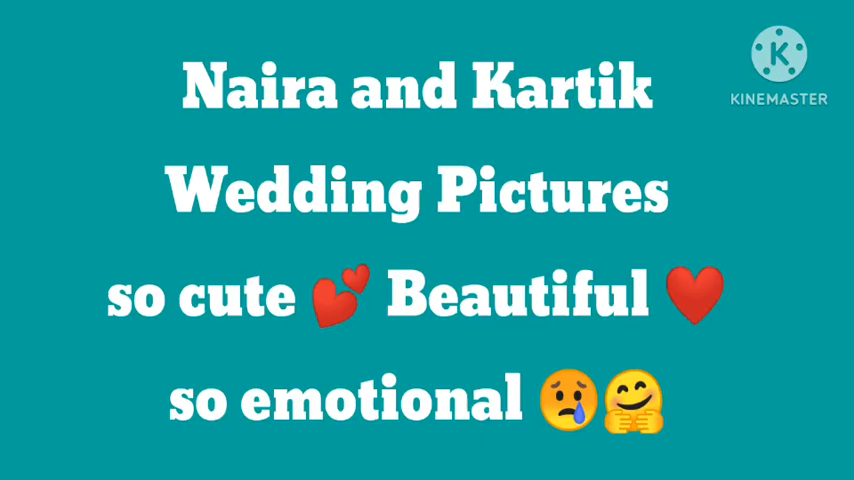 KINEMASTER
Naira and Kartik
Wedding Pictures
so cute 💕 Beautiful ❤️
so emotional 😢🤗